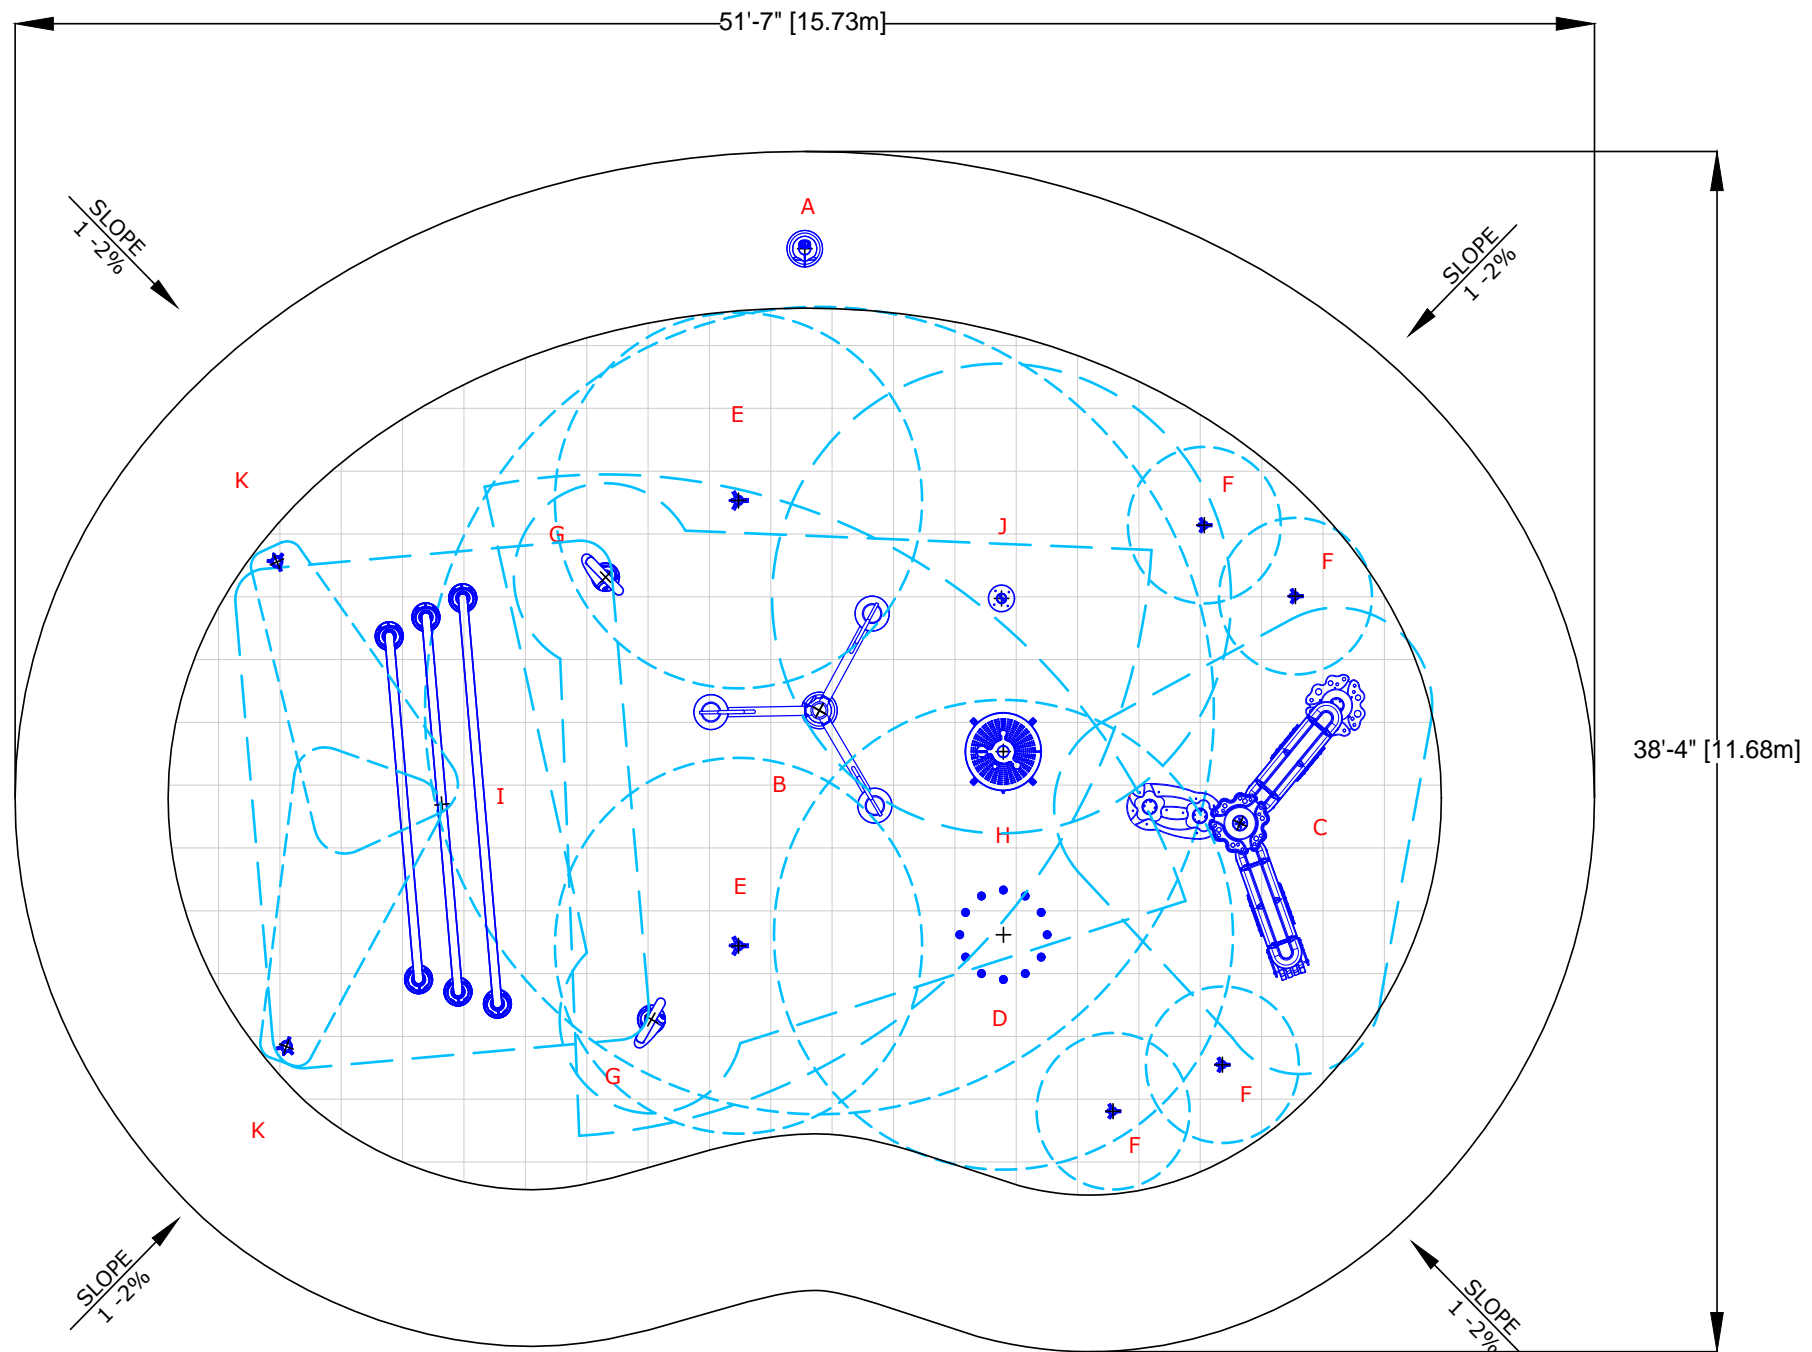 51'-7" [15.73m]
A
SLOPE
1 -2%
SLOPE
1 -2%
E
K
F
J
G
F
38'-4" [11.68m]
B
I
C
H
E
D
G
F
K
F
SLOPE
1 -2%
SLOPE
1 -2%